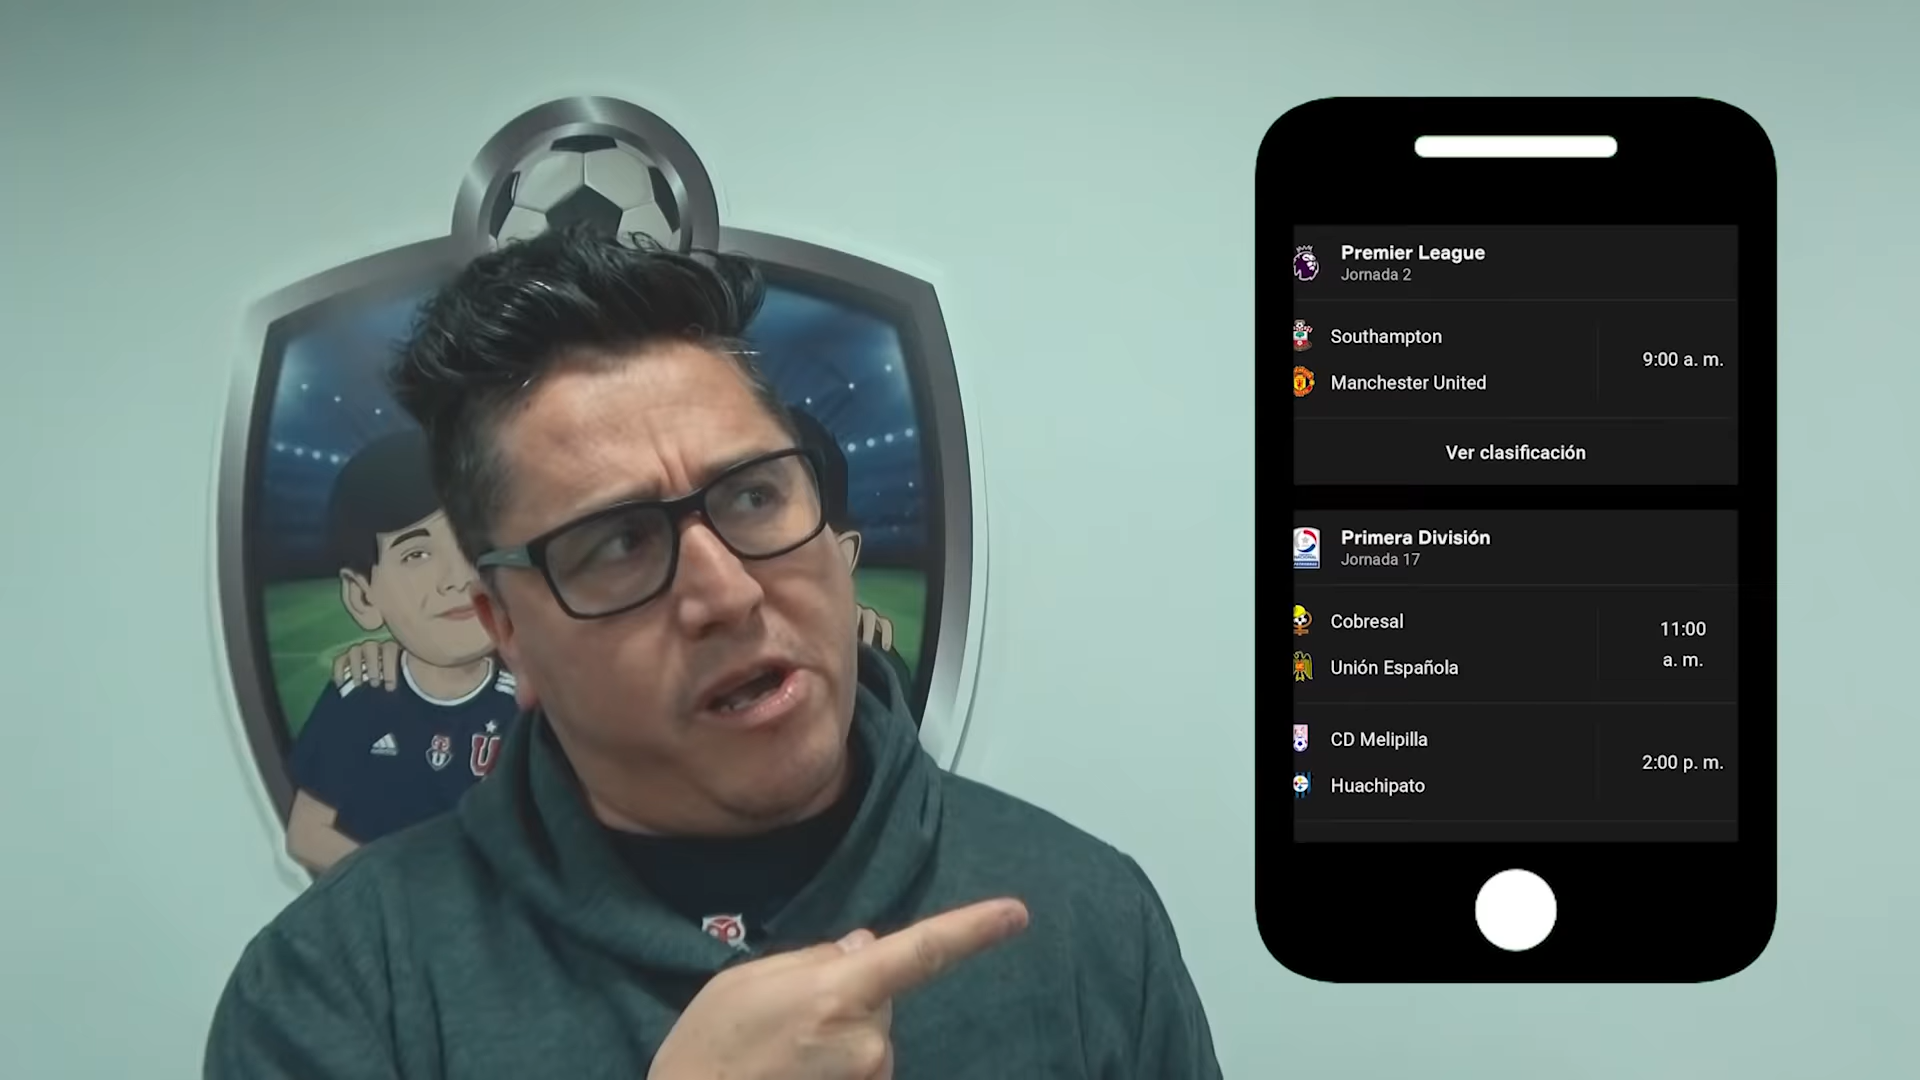 Premier League
Jornada 2
Southampton
9:00 a. m.
Manchester United
Ver clasificación
Primera División
Jornada 17
Cobresal
11:00
a. m.
Unión Española
CD Melipilla
2:00 p. m.
Huachipato